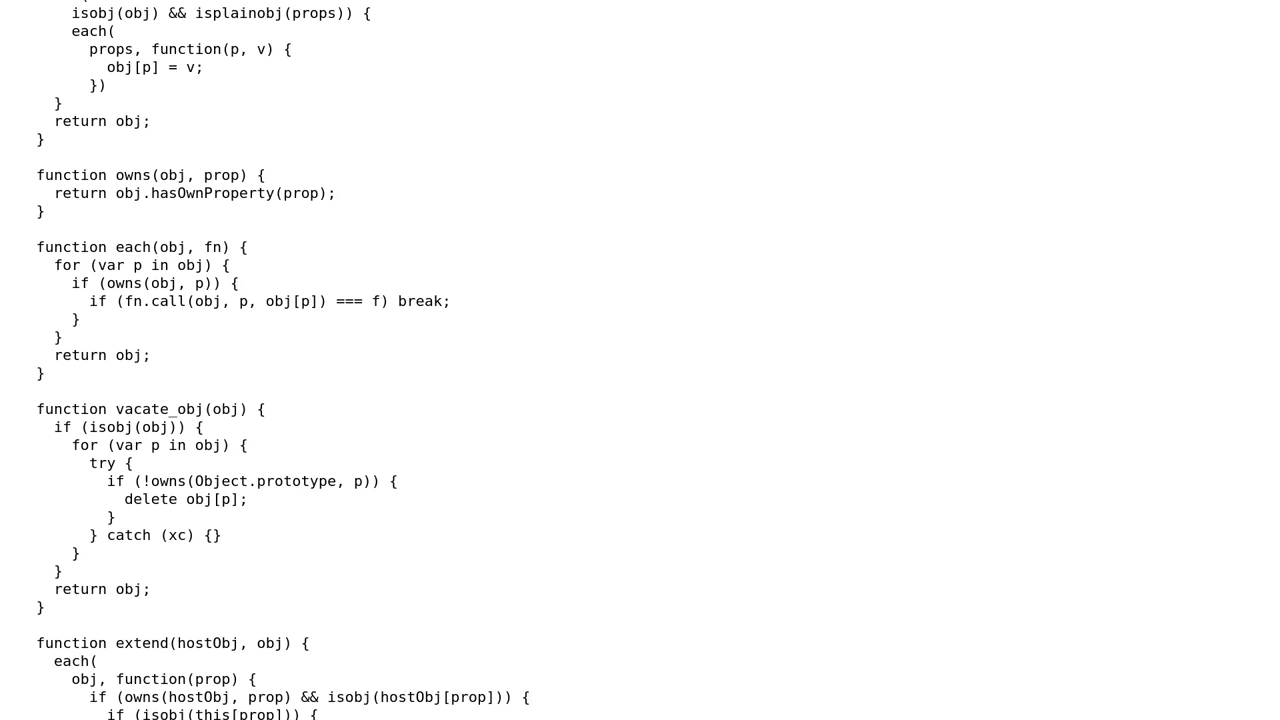 isobj(obj) && isplainobj(props)) {
each(
props, function(p, v) {
obj[p] = v;
})
}
return obj;
}
function owns(obj, prop) {
return obj.hasOwnProperty(prop);
}
function each(obj, fn) {
for (var p in obj) {
if (owns(obj, p)) {
if (fn.call(obj, p, obj[p]) === f) break;
}
}
return obj;
}
function vacate_obj(obj) {
if (isobj(obj)) {
for (var p in obj) {
try {
if (!owns(Object.prototype, p)) {
delete obj[p];
}
} catch (xc) {}
}
}
return obj;
}
function extend(hostObj, obj) {
each(
obj, function(prop) {
if (owns(hostObj, prop) && isobj(hostObj[prop])) {
if (isobj(this[prop])) {